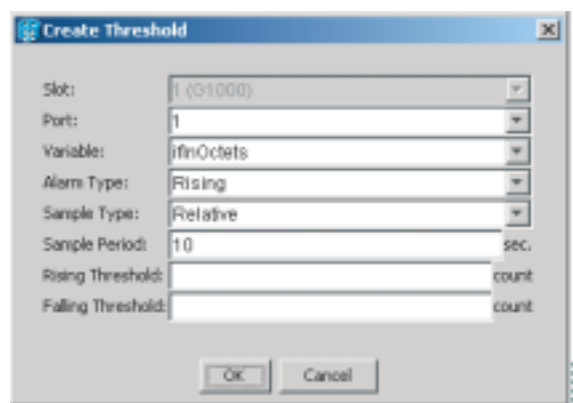 Create Threshold
Slot: 1 (G1000)
Port: 1
Variable: ifInOctets
Alarm Type: Rising
Sample Type: Relative
Sample Period: 10 sec.
Rising Threshold: count
Falling Threshold: count
OK Cancel